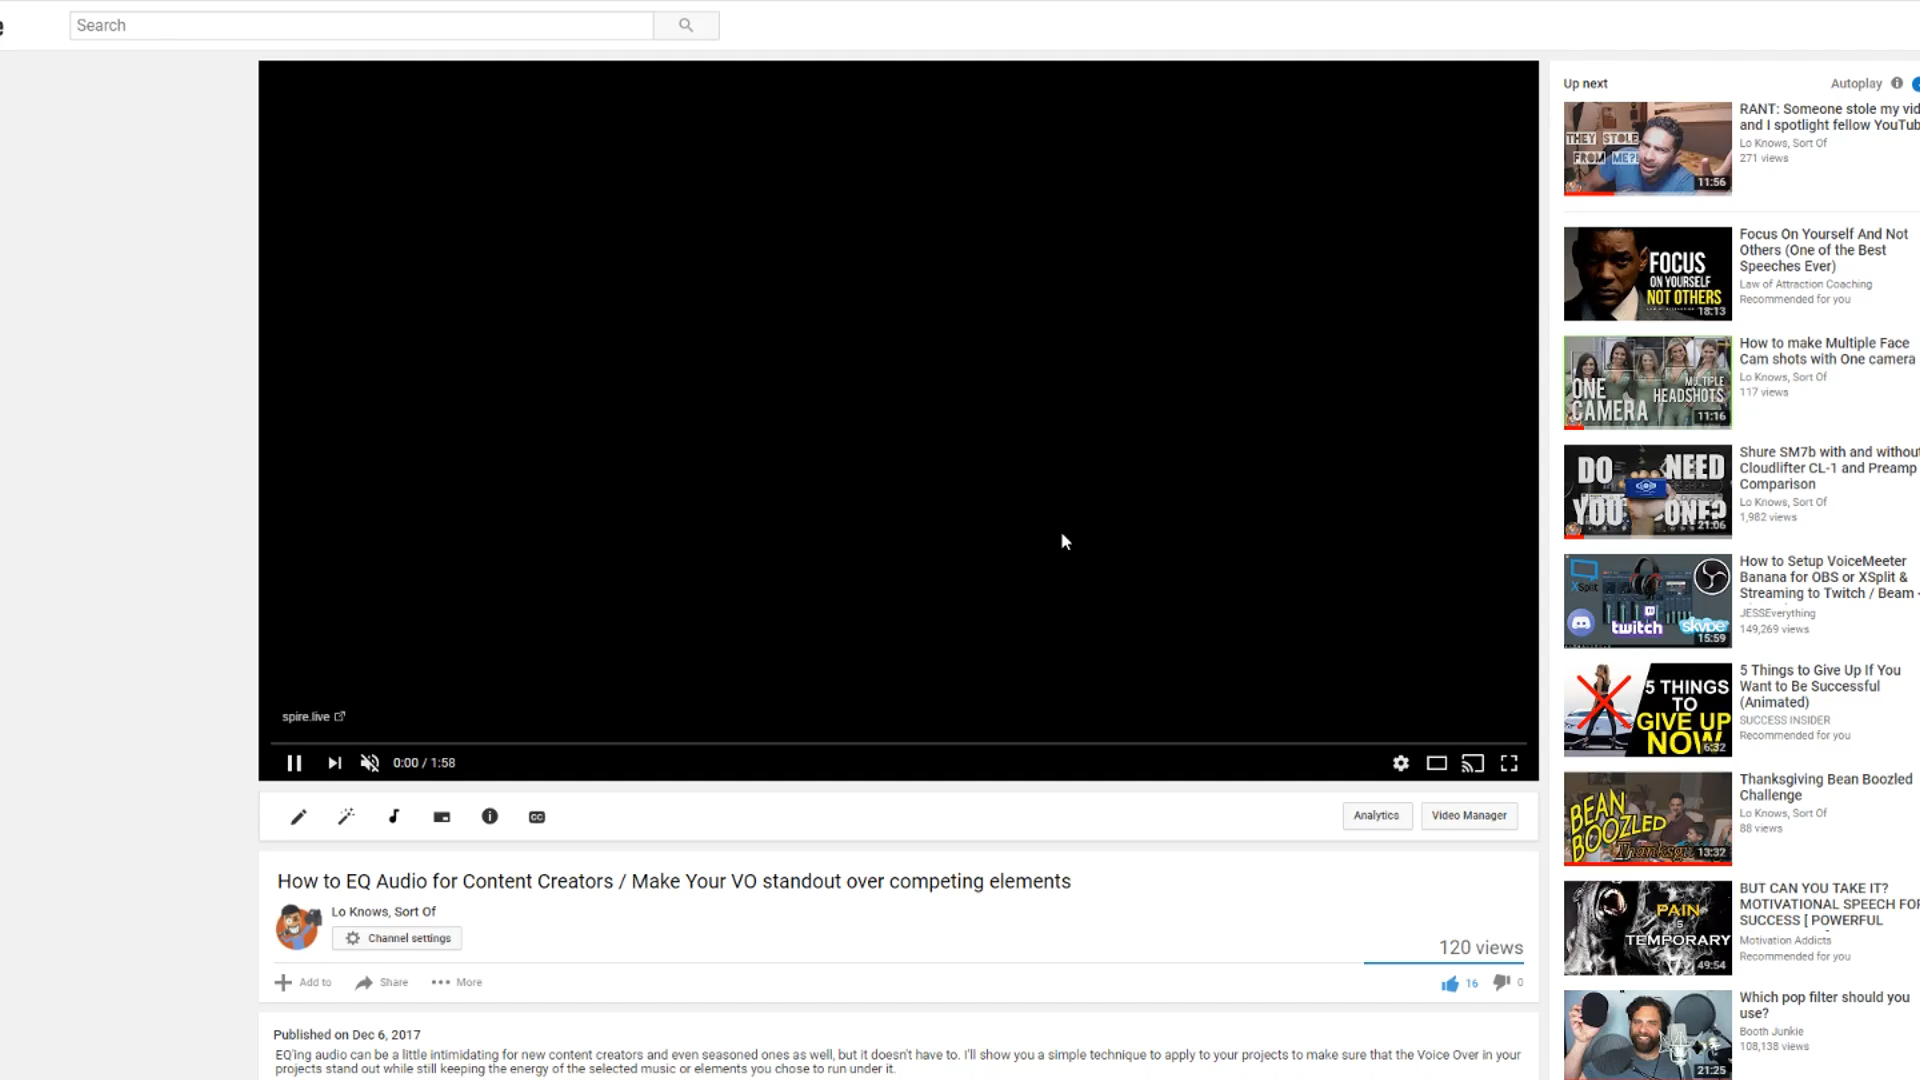 e
Search
spire.live
0:00 / 1:58
Analytics
Video Manager
How to EQ Audio for Content Creators / Make Your VO standout over competing elements
Lo Knows, Sort Of
Channel settings
120 views
Add to
Share
More
16
0
Published on Dec 6, 2017
EQ'ing audio can be a little intimidating for new content creators and even seasoned ones as well, but it doesn't have to. I'll show you a simple technique to apply to your projects to make sure that the Voice Over in your
projects stand out while still keeping the energy of the selected music or elements you chose to run under it.
Up next
Autoplay
THEY STOLE
FROM ME?!
11:56
RANT: Someone stole my vid
and I spotlight fellow YouTub
Lo Knows, Sort Of
271 views
FOCUS
ON YOURSELF
NOT OTHERS
18:13
Focus On Yourself And Not
Others (One of the Best
Speeches Ever)
Law of Attraction Coaching
Recommended for you
ONE
CAMERA
MULTIPLE
HEADSHOTS
11:16
How to make Multiple Face
Cam shots with One camera
Lo Knows, Sort Of
117 views
DO NEED
YOU ONE?
21:06
Shure SM7b with and without
Cloudlifter CL-1 and Preamp
Comparison
Lo Knows, Sort Of
1,982 views
XSplit
twitch
skype
15:59
How to Setup VoiceMeeter
Banana for OBS or XSplit &
Streaming to Twitch / Beam -
JESSEverything
149,269 views
5 THINGS
TO
GIVE UP
NOW
6:32
5 Things to Give Up If You
Want to Be Successful
(Animated)
SUCCESS INSIDER
Recommended for you
BEAN
BOOZLED
13:32
Thanksgiving Bean Boozled
Challenge
Lo Knows, Sort Of
88 views
PAIN
IS
TEMPORARY
49:54
BUT CAN YOU TAKE IT?
MOTIVATIONAL SPEECH FOR
SUCCESS [ POWERFUL
Motivation Addicts
Recommended for you
21:25
Which pop filter should you
use?
Booth Junkie
108,138 views